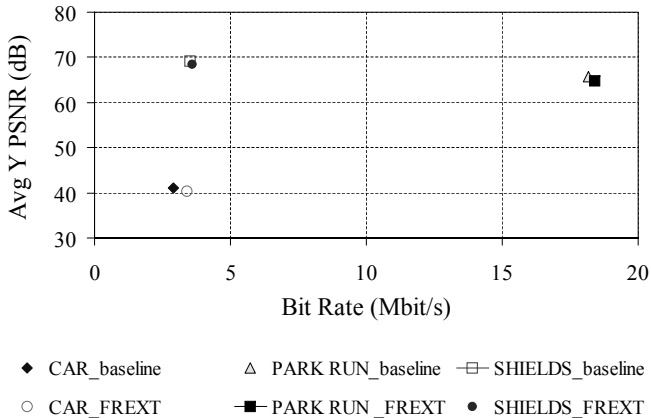 80
70
60
50
40
30
Avg Y PSNR (dB)
0 5 10 15 20
Bit Rate (Mbit/s)
CAR_baseline PARK RUN_baseline SHIELDS_baseline
CAR_FREXT PARK RUN _FREXT SHIELDS_FREXT